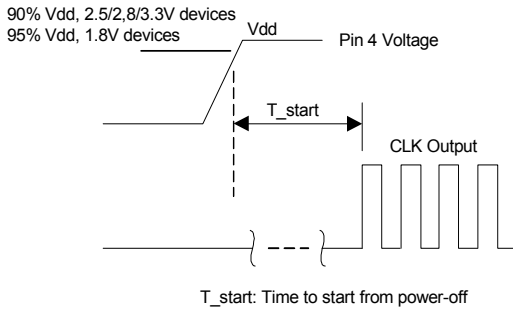 90% Vdd, 2.5/2,8/3.3V devices
95% Vdd, 1.8V devices
Vdd
Pin 4 Voltage
T_start
CLK Output
T_start: Time to start from power-off